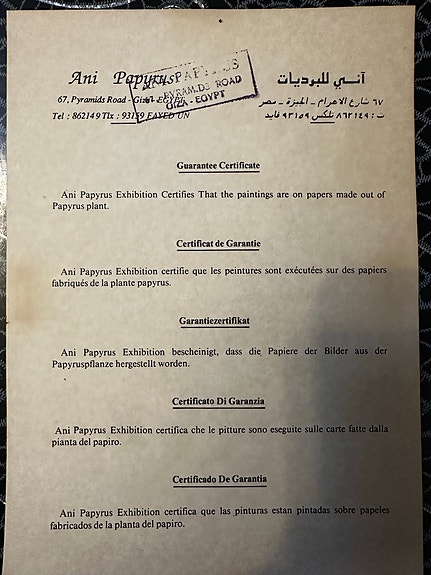 Ani Papyrus
آنــي للبرديات
67, Pyramids Road - Giza - EGYPT
٦٧ شارع الاهرام - الجيزة - مصر
Tel : 862149 Tlx : 93159 FAYED UN
ت : ٨٦٢١٤٩ تلكس ٩٣١٥٩ فايد
PAPYRUS
PYRAMIDS ROAD
GIZA - EGYPT
Guarantee Certificate
Ani Papyrus Exhibition Certifies That the paintings are on papers made out of
Papyrus plant.
Certificat de Garantie
Ani Papyrus Exhibition certifie que les peintures sont exécutées sur des papiers
fabriqués de la plante papyrus.
Garantiezertifikat
Ani Papyrus Exhibition bescheinigt, dass die Papiere der Bilder aus der
Papyruspflanze hergestellt worden.
Certificato Di Garanzia
Ani Papyrus Exhibition certifica che le pitture sono eseguite sulle carte fatte dalla
pianta del papiro.
Certificado De Garantia
Ani Papyrus Exhibition certifica que las pinturas estan pintadas sobre papeles
fabricados de la planta del papiro.